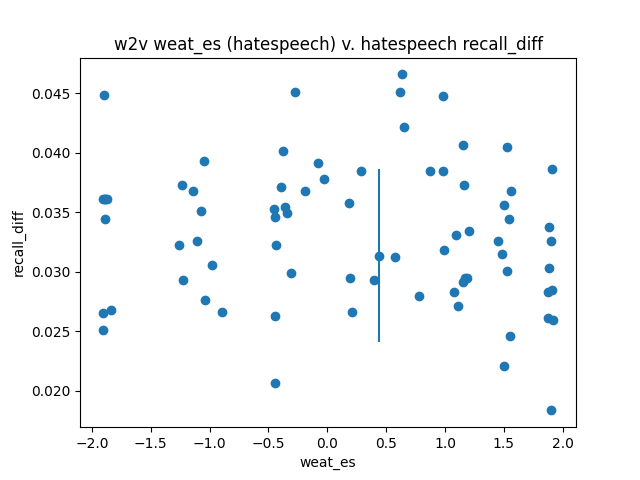 w2v weat_es (hatespeech) v. hatespeech recall_diff
0.045
0.040
0.035
0.030
0.025
0.020
recall_diff
−2.0 −1.5 −1.0 −0.5 0.0 0.5 1.0 1.5 2.0
weat_es